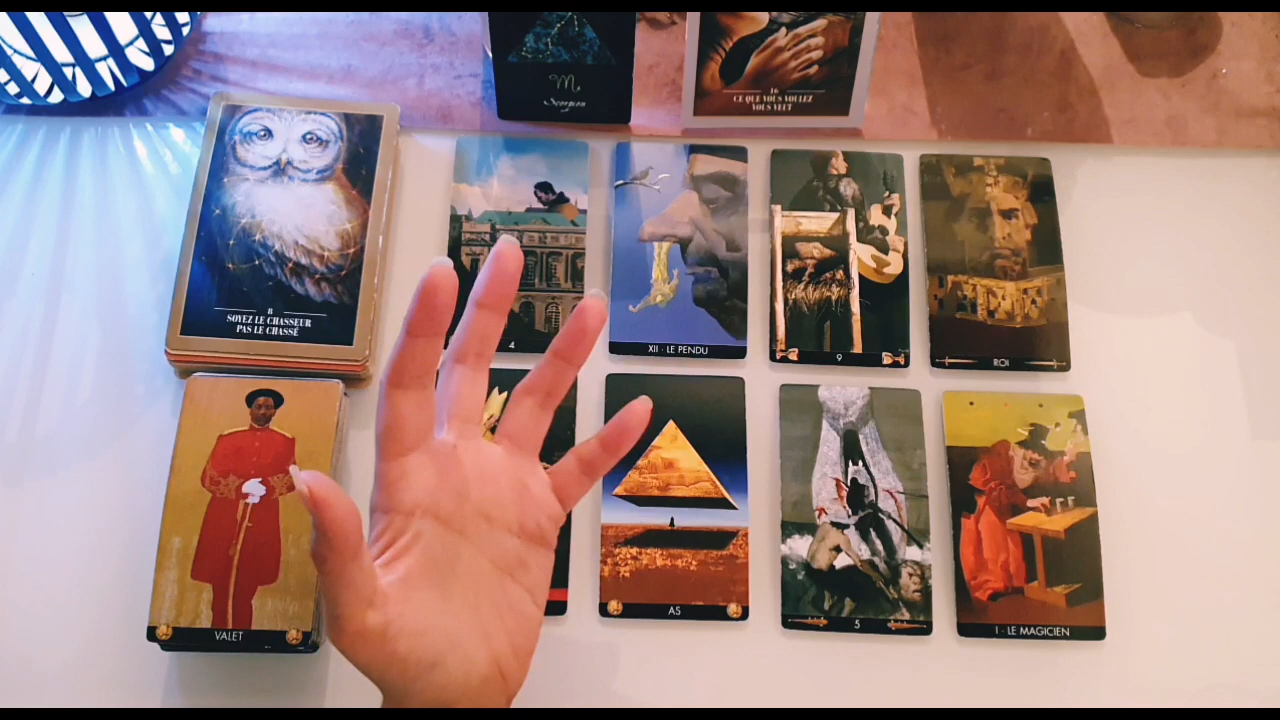 ♏
Scorpion
16
CE QUE VOUS VOULEZ
VOUS VEUT
8
SOYEZ LE CHASSEUR
PAS LE CHASSÉ
4
XII · LE PENDU
9
ROI
VALET
AS
5
I · LE MAGICIEN